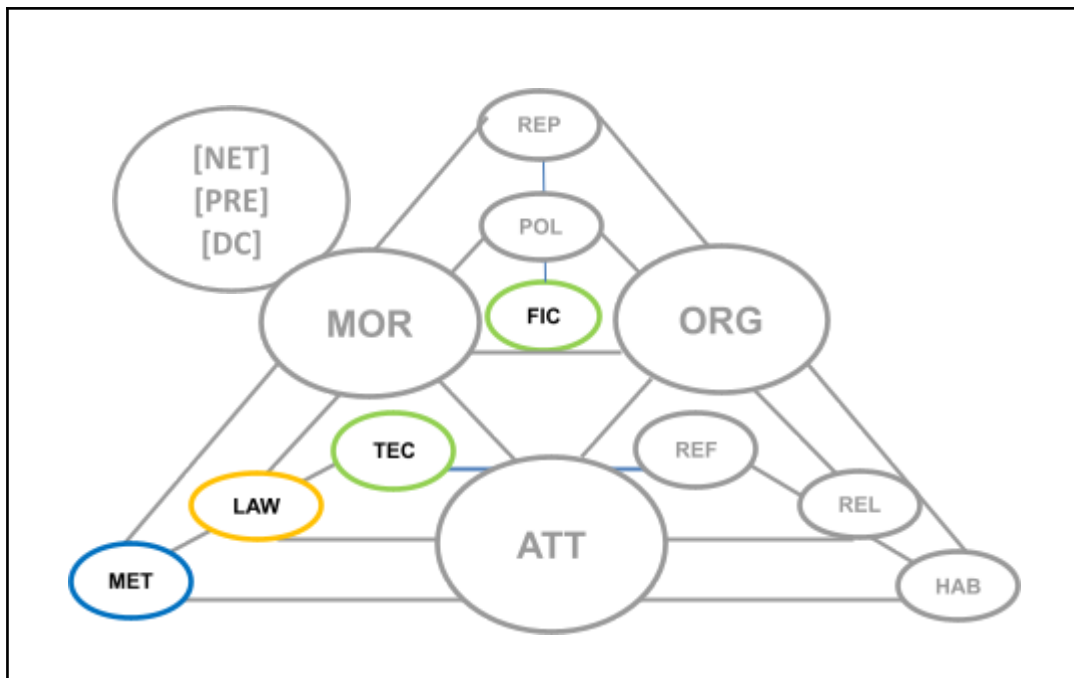 REP
[NET]
[PRE]
[DC]
POL
MOR
FIC
ORG
TEC
REF
LAW
REL
ATT
MET
HAB